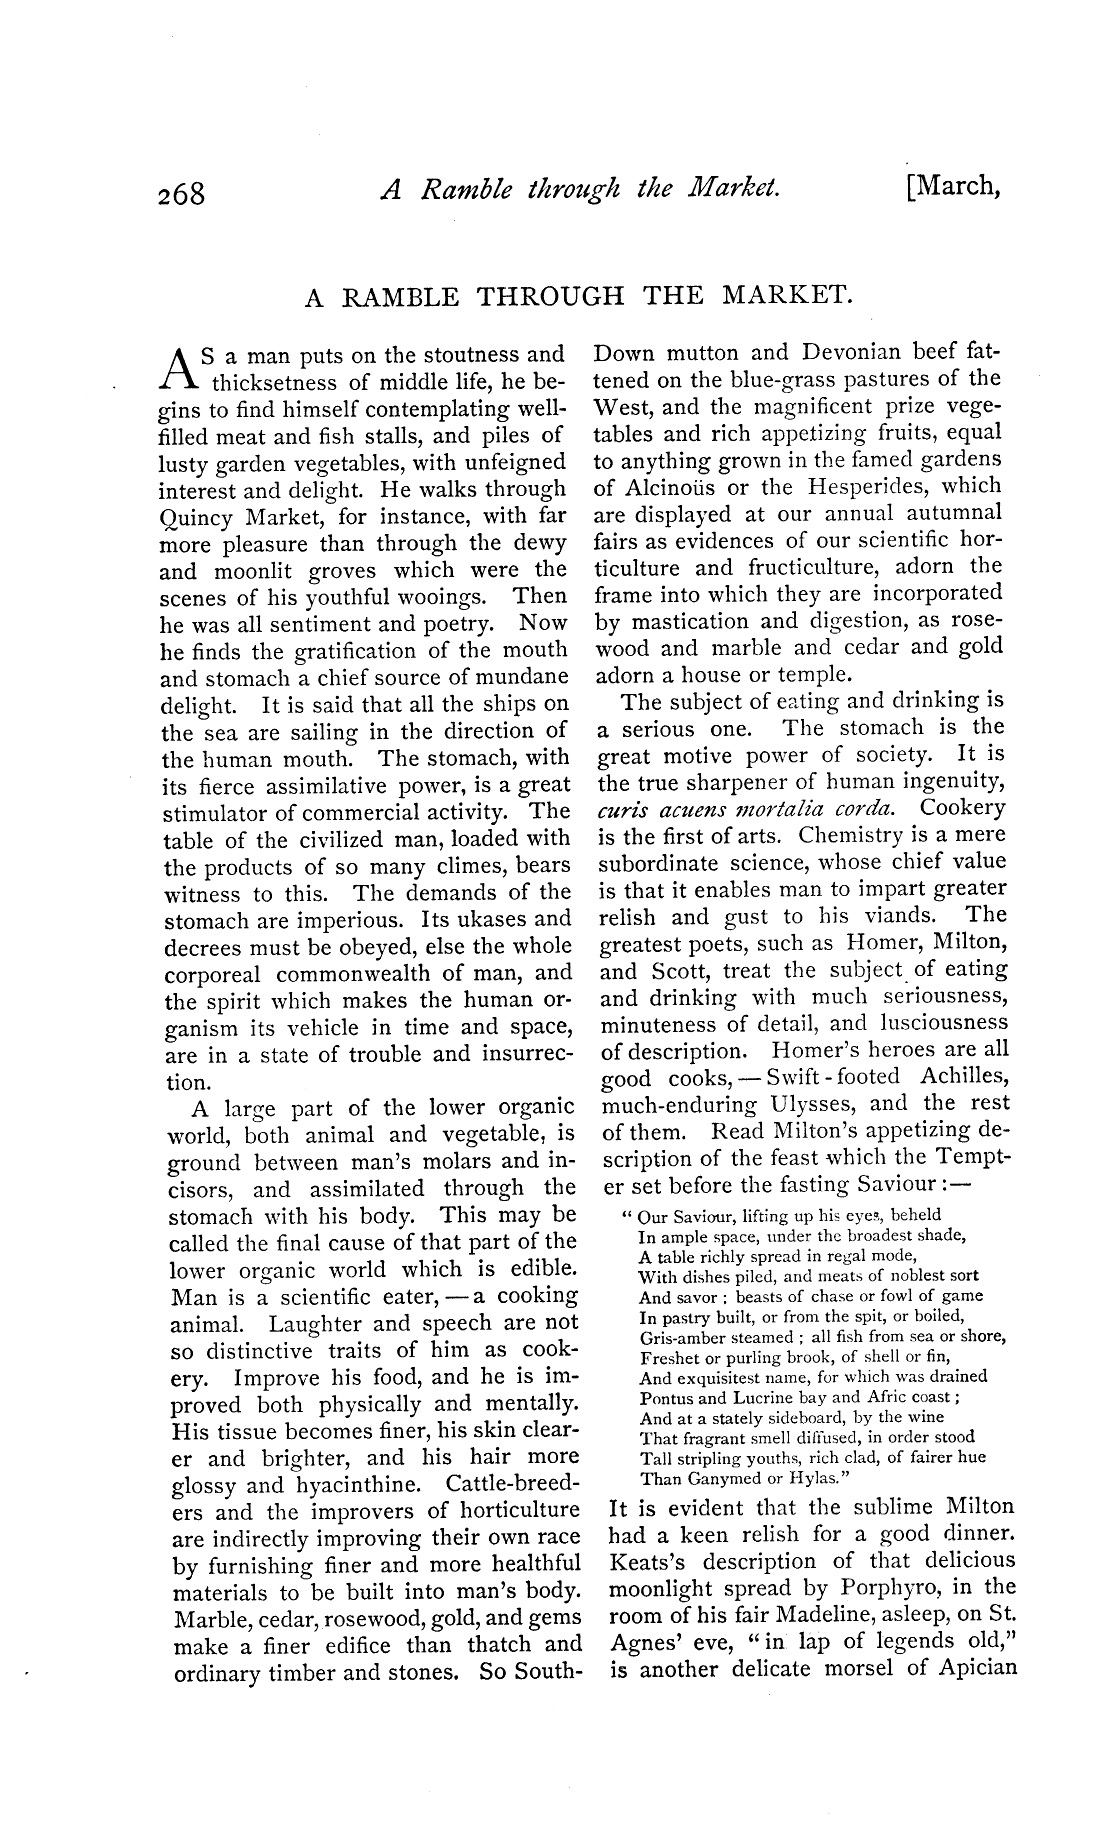 268 A Ramble through the Market. [March,
A RAMBLE THROUGH THE MARKET.
AS a man puts on the stoutness and
thicksetness of middle life, he be-
gins to find himself contemplating well-
filled meat and fish stalls, and piles of
lusty garden vegetables, with unfeigned
interest and delight. He walks through
Quincy Market, for instance, with far
more pleasure than through the dewy
and moonlit groves which were the
scenes of his youthful wooings. Then
he was all sentiment and poetry. Now
he finds the gratification of the mouth
and stomach a chief source of mundane
delight. It is said that all the ships on
the sea are sailing in the direction of
the human mouth. The stomach, with
its fierce assimilative power, is a great
stimulator of commercial activity. The
table of the civilized man, loaded with
the products of so many climes, bears
witness to this. The demands of the
stomach are imperious. Its ukases and
decrees must be obeyed, else the whole
corporeal commonwealth of man, and
the spirit which makes the human or-
ganism its vehicle in time and space,
are in a state of trouble and insurrec-
tion.
A large part of the lower organic
world, both animal and vegetable, is
ground between man's molars and in-
cisors, and assimilated through the
stomach with his body. This may be
called the final cause of that part of the
lower organic world which is edible.
Man is a scientific eater, — a cooking
animal. Laughter and speech are not
so distinctive traits of him as cook-
ery. Improve his food, and he is im-
proved both physically and mentally.
His tissue becomes finer, his skin clear-
er and brighter, and his hair more
glossy and hyacinthine. Cattle-breed-
ers and the improvers of horticulture
are indirectly improving their own race
by furnishing finer and more healthful
materials to be built into man's body.
Marble, cedar, rosewood, gold, and gems
make a finer edifice than thatch and
ordinary timber and stones. So South-
Down mutton and Devonian beef fat-
tened on the blue-grass pastures of the
West, and the magnificent prize vege-
tables and rich appetizing fruits, equal
to anything grown in the famed gardens
of Alcinoüs or the Hesperides, which
are displayed at our annual autumnal
fairs as evidences of our scientific hor-
ticulture and fructiculture, adorn the
frame into which they are incorporated
by mastication and digestion, as rose-
wood and marble and cedar and gold
adorn a house or temple.
The subject of eating and drinking is
a serious one. The stomach is the
great motive power of society. It is
the true sharpener of human ingenuity,
curis acuens mortalia corda. Cookery
is the first of arts. Chemistry is a mere
subordinate science, whose chief value
is that it enables man to impart greater
relish and gust to his viands. The
greatest poets, such as Homer, Milton,
and Scott, treat the subject of eating
and drinking with much seriousness,
minuteness of detail, and lusciousness
of description. Homer's heroes are all
good cooks, — Swift-footed Achilles,
much-enduring Ulysses, and the rest
of them. Read Milton's appetizing de-
scription of the feast which the Tempt-
er set before the fasting Saviour :—
" Our Saviour, lifting up his eyes, beheld
In ample space, under the broadest shade,
A table richly spread in regal mode,
With dishes piled, and meats of noblest sort
And savor ; beasts of chase or fowl of game
In pastry built, or from the spit, or boiled,
Gris-amber steamed ; all fish from sea or shore,
Freshet or purling brook, of shell or fin,
And exquisitest name, for which was drained
Pontus and Lucrine bay and Afric coast ;
And at a stately sideboard, by the wine
That fragrant smell diffused, in order stood
Tall stripling youths, rich clad, of fairer hue
Than Ganymed or Hylas."
It is evident that the sublime Milton
had a keen relish for a good dinner.
Keats's description of that delicious
moonlight spread by Porphyro, in the
room of his fair Madeline, asleep, on St.
Agnes' eve, "in lap of legends old,"
is another delicate morsel of Apician